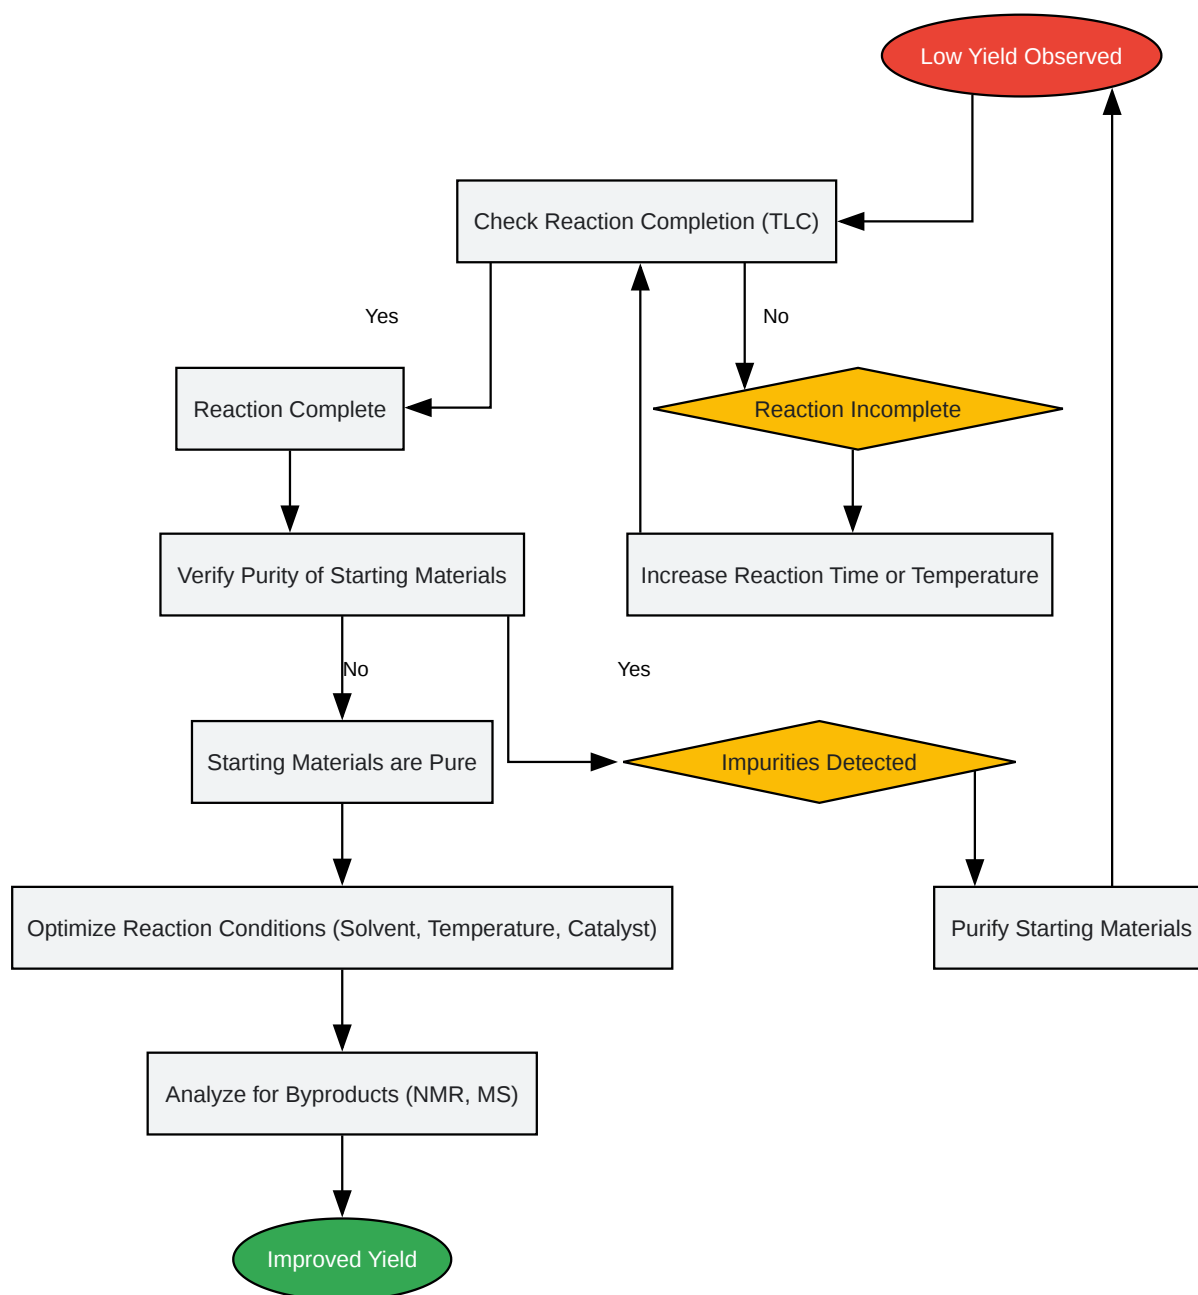 Low Yield Observed
Check Reaction Completion (TLC)
Yes
No
Reaction Complete
Reaction Incomplete
Verify Purity of Starting Materials
Increase Reaction Time or Temperature
No
Yes
Starting Materials are Pure
Impurities Detected
Optimize Reaction Conditions (Solvent, Temperature, Catalyst)
Purify Starting Materials
Analyze for Byproducts (NMR, MS)
Improved Yield